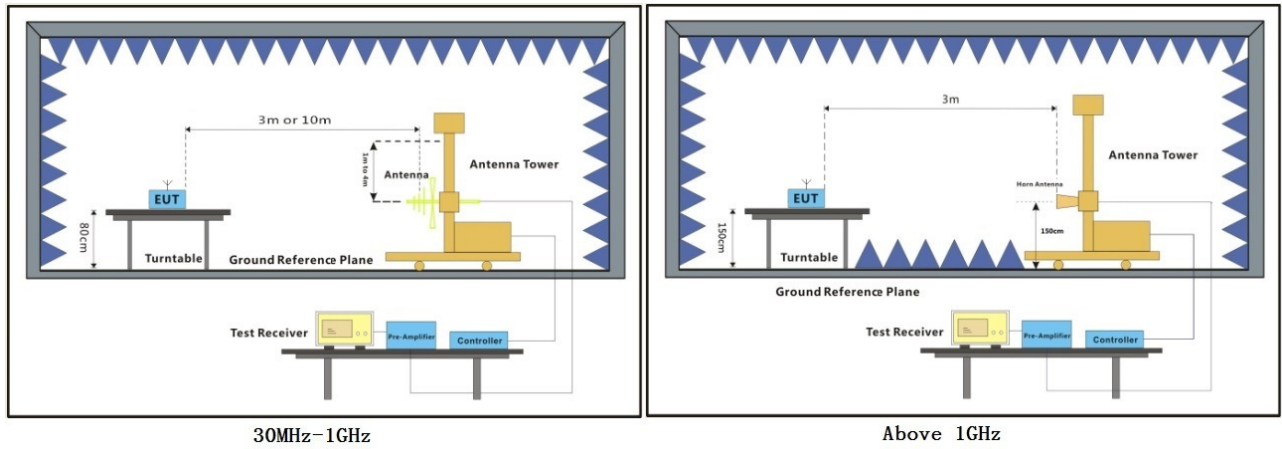 3m or 10m
1m to 4m
Antenna
Antenna Tower
EUT
80cm
Turntable
Ground Reference Plane
Test Receiver
Pre-Amplifier
Controller
30MHz-1GHz
3m
Antenna Tower
Horn Antenna
EUT
150cm
150cm
Turntable
Ground Reference Plane
Test Receiver
Pre-Amplifier
Controller
Above 1GHz